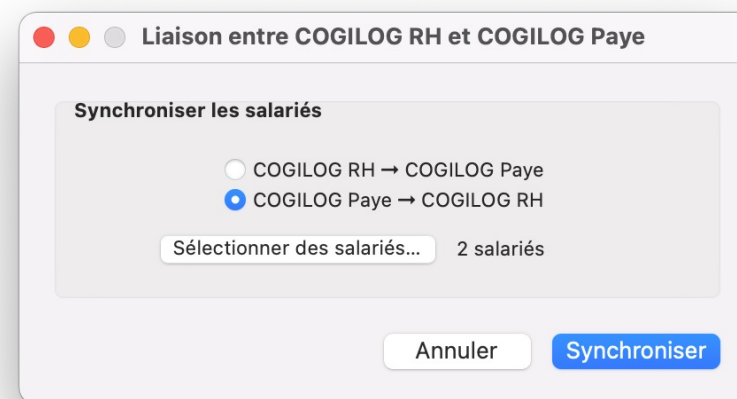 Liaison entre COGILOG RH et COGILOG Paye
Synchroniser les salariés
COGILOG RH → COGILOG Paye
COGILOG Paye → COGILOG RH
Sélectionner des salariés... 2 salariés
Annuler Synchroniser